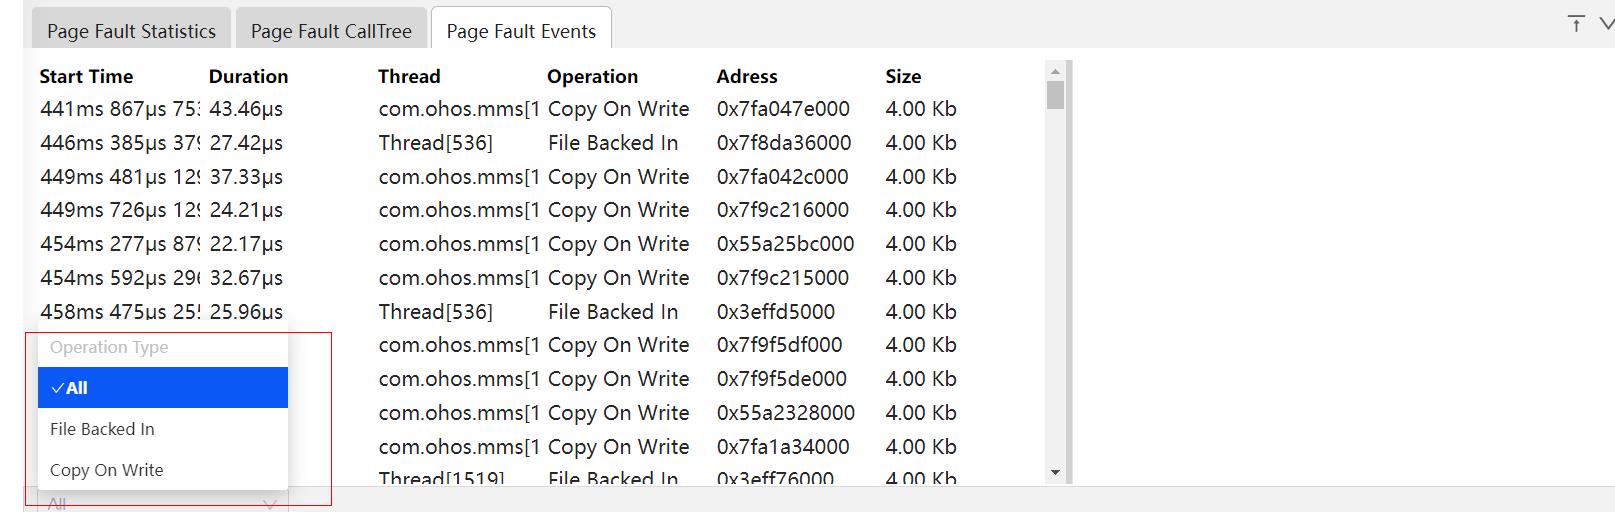 Page Fault Statistics Page Fault CallTree Page Fault Events
Start Time Duration Thread Operation Adress Size
441ms 867μs 753 43.46μs com.ohos.mms[1 Copy On Write 0x7fa047e000 4.00 Kb
446ms 385μs 379 27.42μs Thread[536] File Backed In 0x7f8da36000 4.00 Kb
449ms 481μs 129 37.33μs com.ohos.mms[1 Copy On Write 0x7fa042c000 4.00 Kb
449ms 726μs 129 24.21μs com.ohos.mms[1 Copy On Write 0x7f9c216000 4.00 Kb
454ms 277μs 879 22.17μs com.ohos.mms[1 Copy On Write 0x55a25bc000 4.00 Kb
454ms 592μs 296 32.67μs com.ohos.mms[1 Copy On Write 0x7f9c215000 4.00 Kb
458ms 475μs 255 25.96μs Thread[536] File Backed In 0x3effd5000 4.00 Kb
Operation Type com.ohos.mms[1 Copy On Write 0x7f9f5df000 4.00 Kb
All com.ohos.mms[1 Copy On Write 0x7f9f5de000 4.00 Kb
com.ohos.mms[1 Copy On Write 0x55a2328000 4.00 Kb
File Backed In com.ohos.mms[1 Copy On Write 0x7fa1a34000 4.00 Kb
Copy On Write Thread[1519] File Backed In 0x3eff76000 4.00 Kb
All